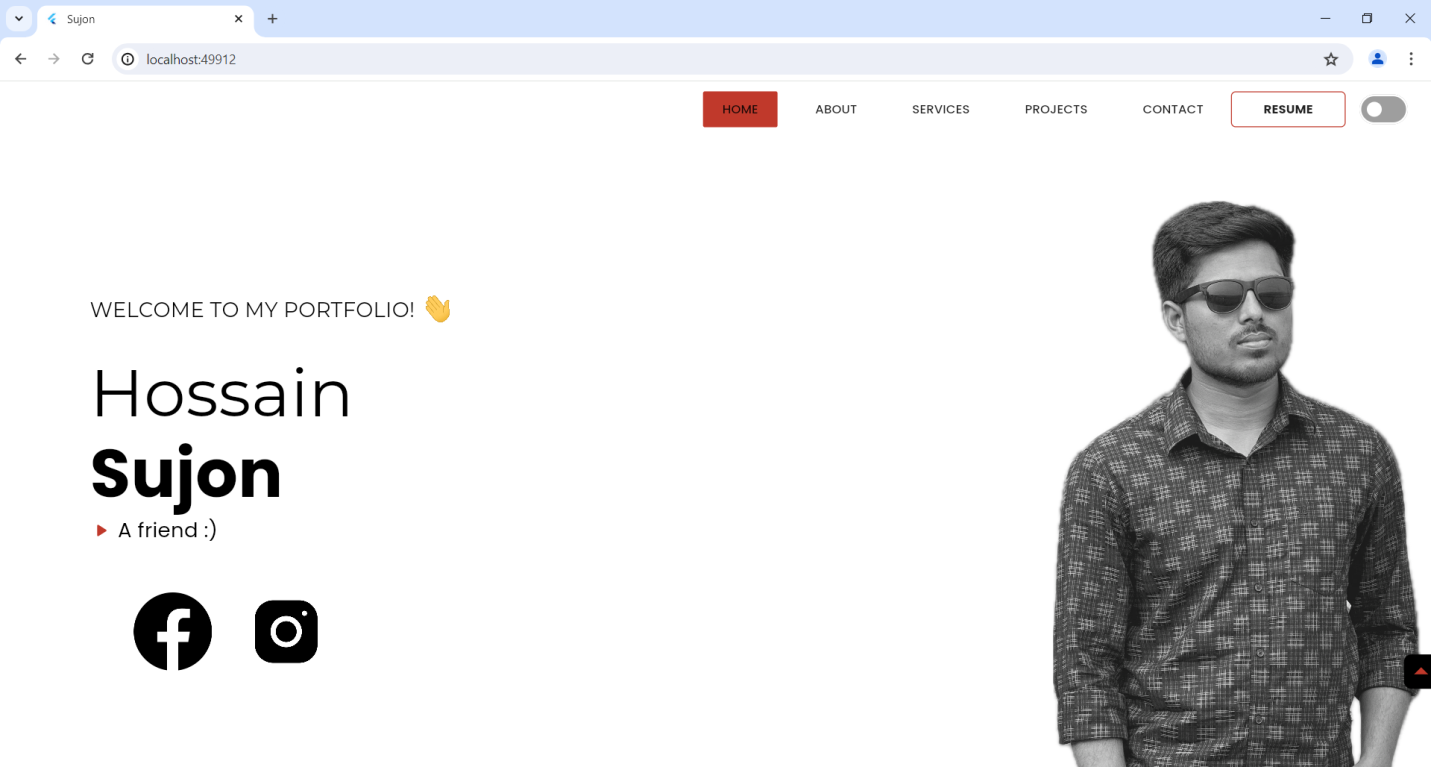 Sujon
localhost:49912
HOME ABOUT SERVICES PROJECTS CONTACT RESUME
WELCOME TO MY PORTFOLIO! 👋
Hossain
Sujon
A friend :)